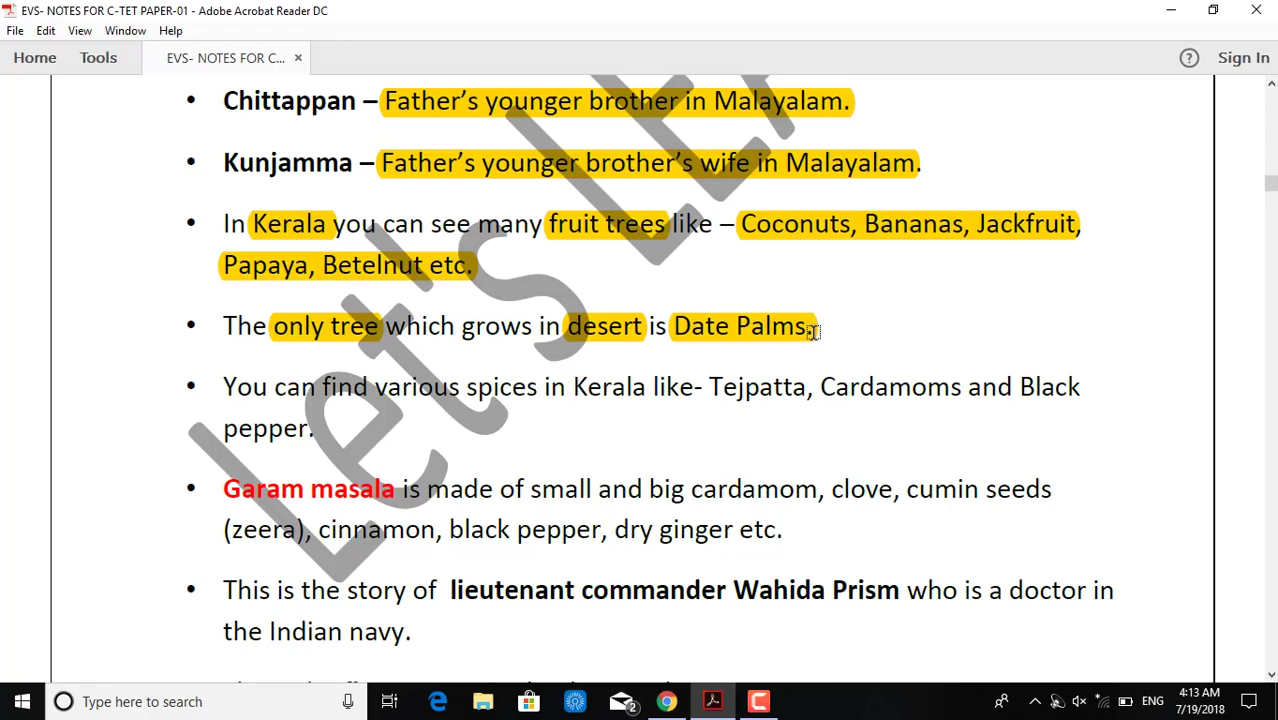 EVS- NOTES FOR C-TET PAPER-01 - Adobe Acrobat Reader DC
File Edit View Window Help
Home Tools EVS- NOTES FOR C... × ? Sign In
• Chittappan – Father's younger brother in Malayalam.
• Kunjamma – Father's younger brother's wife in Malayalam.
• In Kerala you can see many fruit trees like – Coconuts, Bananas, Jackfruit,
Papaya, Betelnut etc.
• The only tree which grows in desert is Date Palms.
• You can find various spices in Kerala like- Tejpatta, Cardamoms and Black
pepper.
• Garam masala is made of small and big cardamom, clove, cumin seeds
(zeera), cinnamon, black pepper, dry ginger etc.
• This is the story of lieutenant commander Wahida Prism who is a doctor in
the Indian navy.
Let's LEA
Type here to search
2
ENG
4:13 AM
7/19/2018